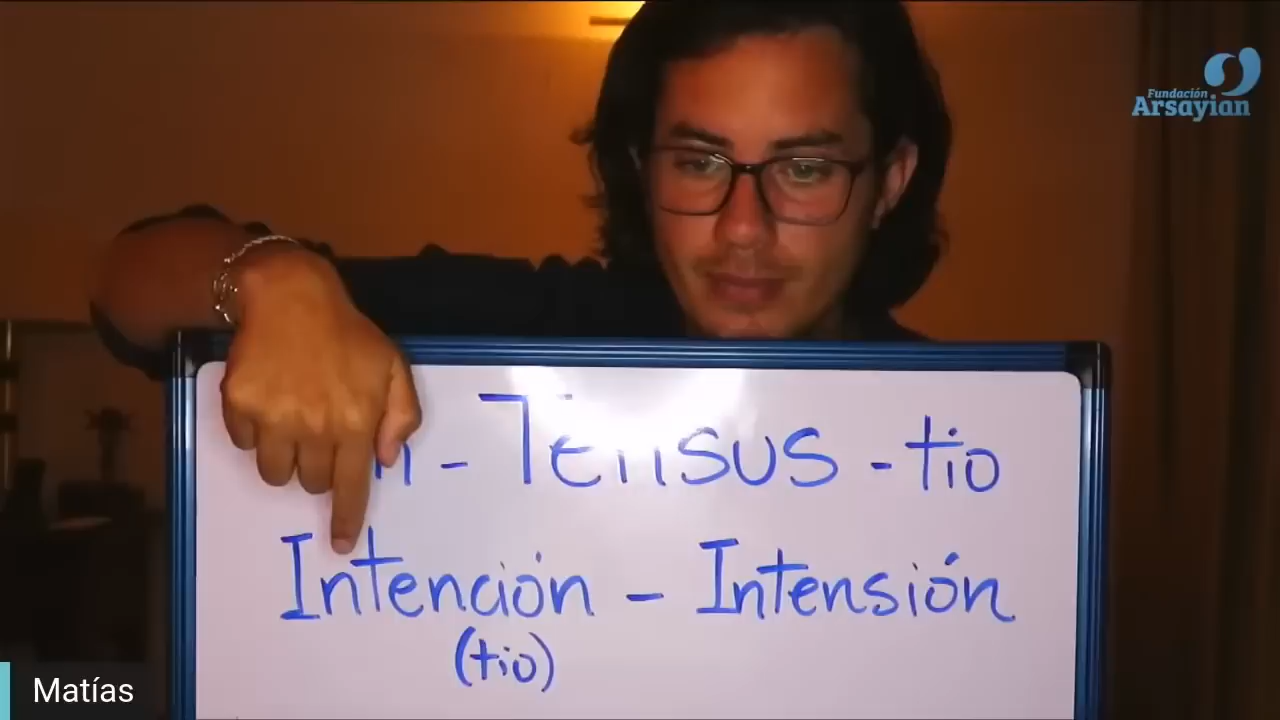 Fundación
Arsayian
- Tensus - tio
Intención - Intensión
(tio)
Matías